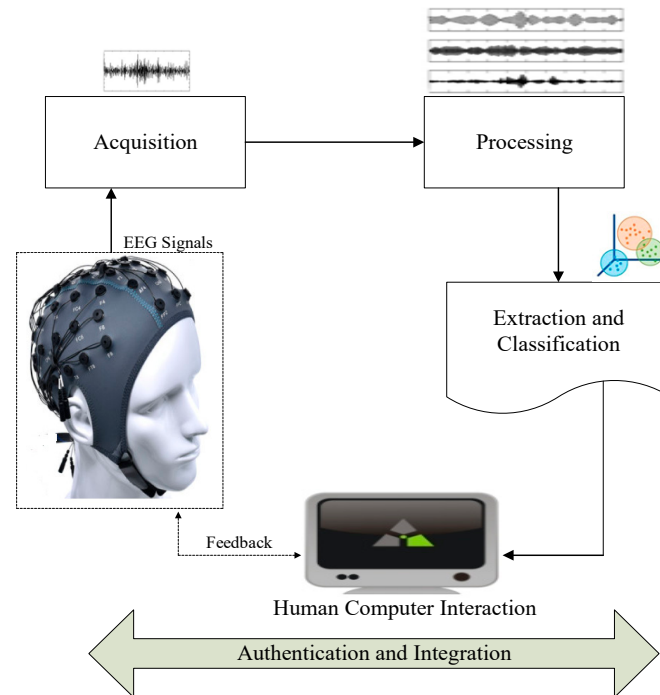 Acquisition
Processing
EEG Signals
Extraction and
Classification
Feedback
Human Computer Interaction
Authentication and Integration